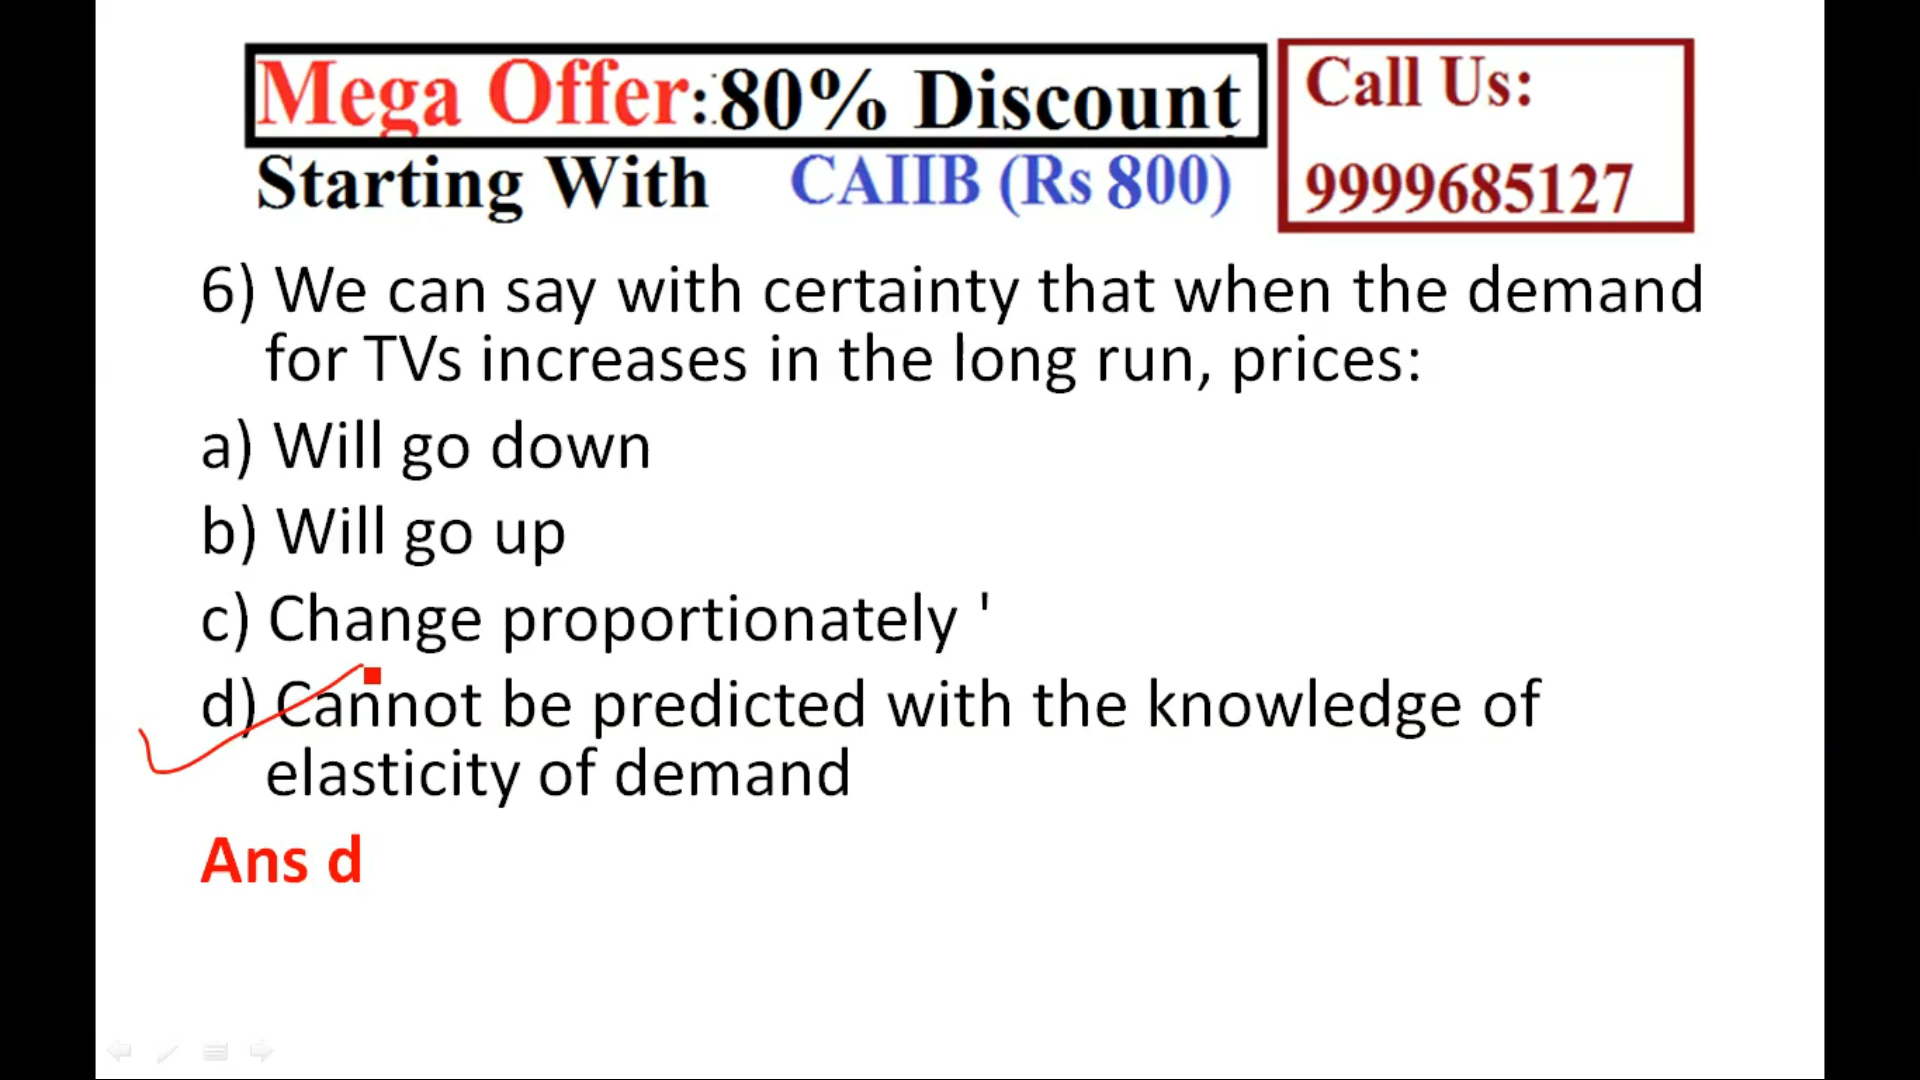 Mega Offer: 80% Discount
Starting With CAIIB (Rs 800)
Call Us:
9999685127
6) We can say with certainty that when the demand
for TVs increases in the long run, prices:
a) Will go down
b) Will go up
c) Change proportionately '
d) Cannot be predicted with the knowledge of
elasticity of demand
Ans d